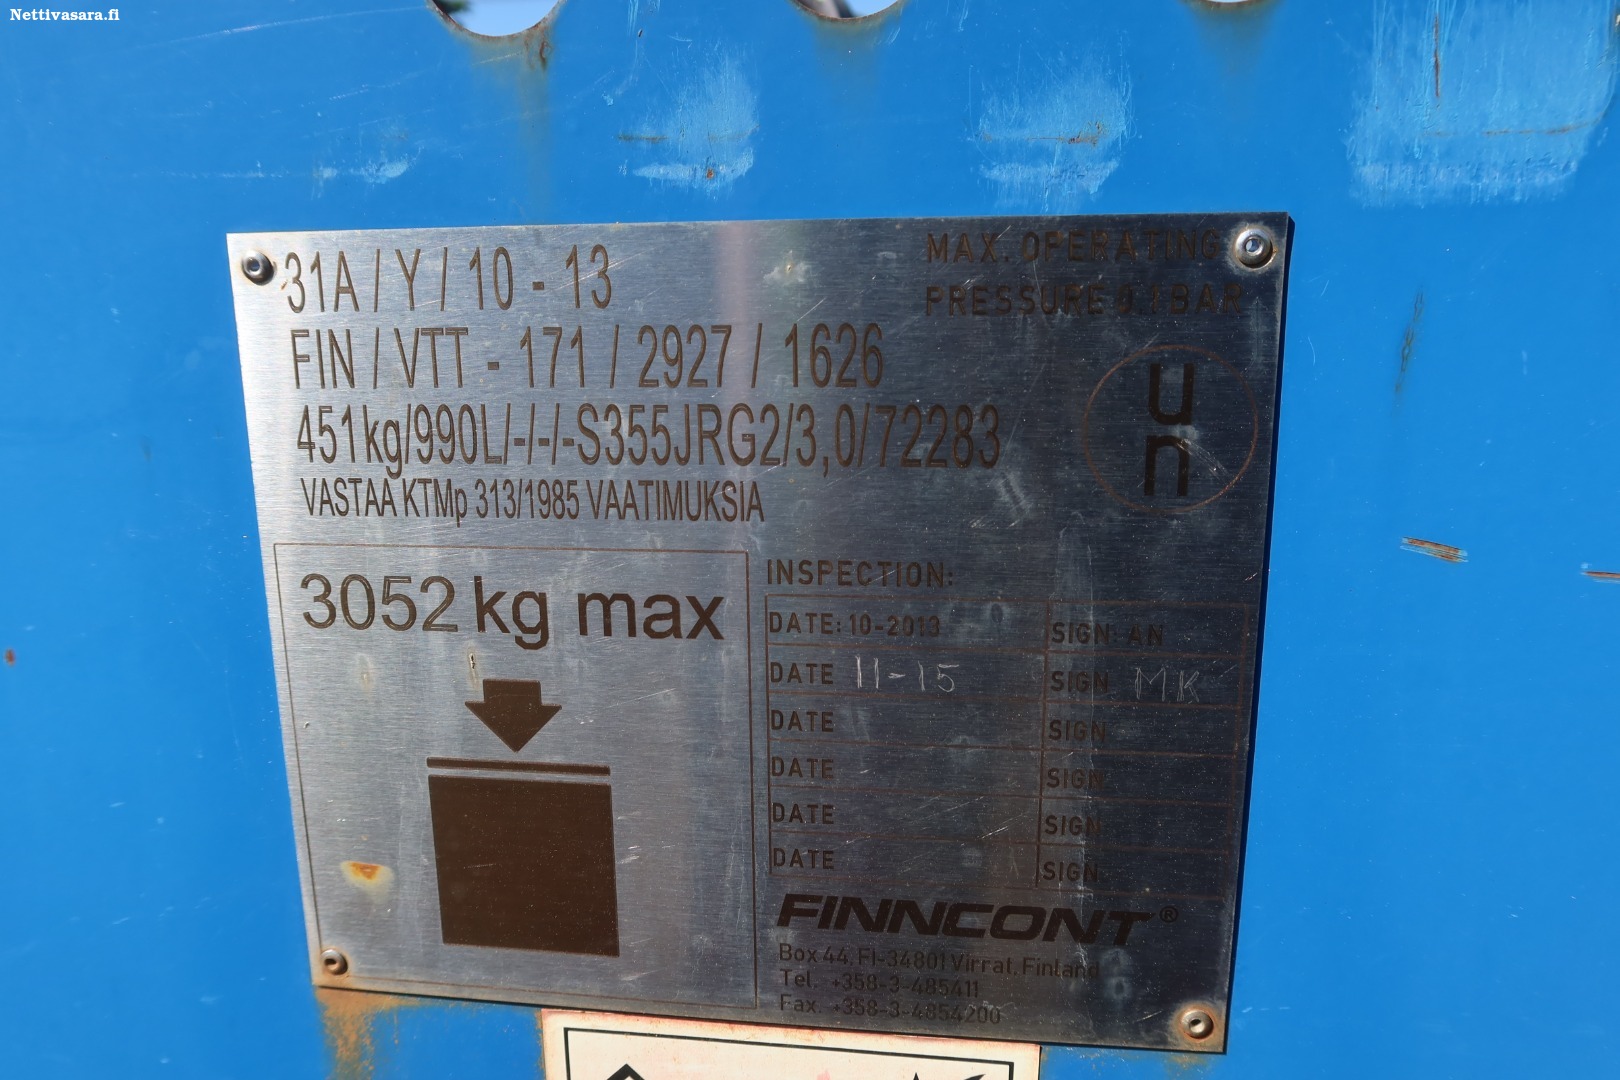 Nettivasara.fi
31A / Y / 10 - 13
MAX. OPERATING
PRESSURE 0.1 BAR
FIN / VTT - 171 / 2927 / 1626
451kg/990L/-/-/-S355JRG2/3,0/72283
VASTAA KTMp 313/1985 VAATIMUKSIA
un
3052 kg max
INSPECTION:
DATE: 10-2013 SIGN: AN
DATE 11-15 SIGN. MK
DATE SIGN.
DATE SIGN.
DATE SIGN.
DATE SIGN.
FINNCONT®
Box 44, FI-34801 Virrat, Finland
Tel. +358-3-485411
Fax. +358-3-4854200